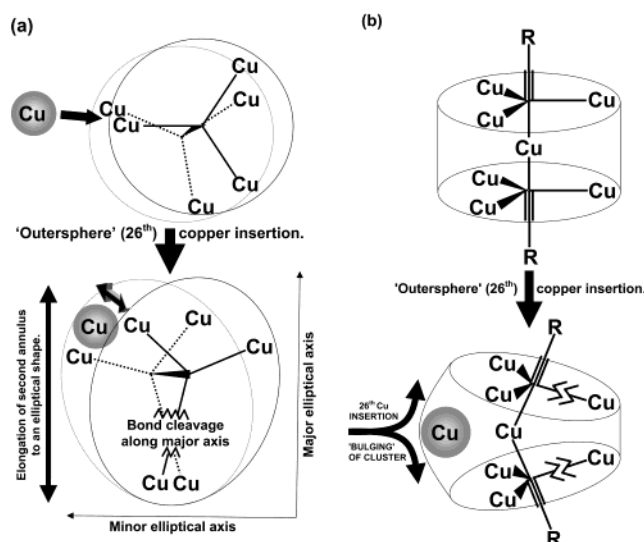 (a)
Cu
Cu
Cu
Cu
Cu
Cu
Cu
'Outersphere' (26th) copper insertion.
Elongation of second annulus
to an elliptical shape.
Cu
Cu
Cu
Cu
Cu
Bond cleavage
along major axis
Cu
Cu
Major elliptical axis
Minor elliptical axis
(b)
R
Cu
Cu
Cu
Cu
Cu
Cu
Cu
R
'Outersphere' (26th) copper insertion.
R
26th Cu
INSERTION
'BULGING'
OF CLUSTER
Cu
Cu
Cu
Cu
Cu
Cu
Cu
Cu
R